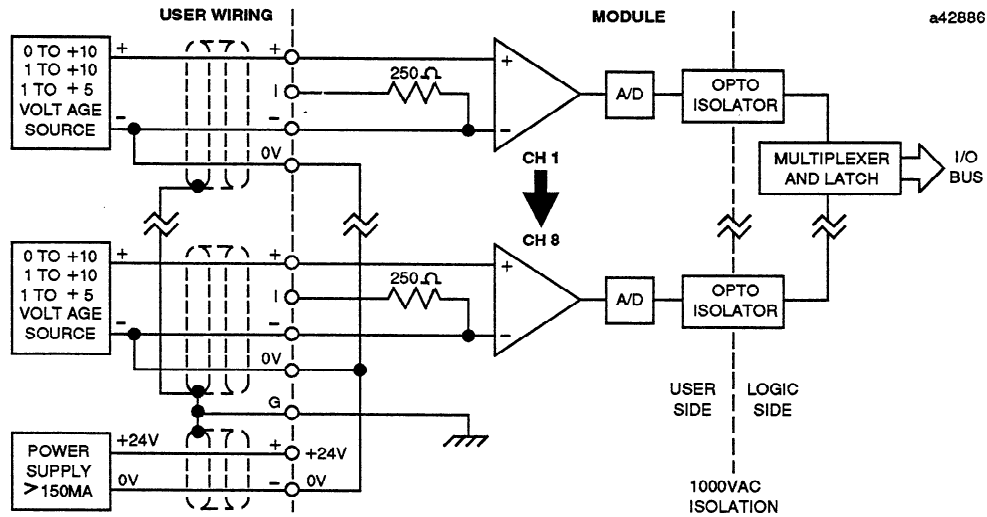 USER WIRING
MODULE
a42886
0 TO +10
1 TO +10
1 TO + 5
VOLT AGE
SOURCE
+
-
+
I
-
0V
250 Ω
+
-
A/D
OPTO
ISOLATOR
MULTIPLEXER
AND LATCH
I/O
BUS
CH 1
CH 8
0 TO +10
1 TO +10
1 TO + 5
VOLT AGE
SOURCE
+
-
+
I
-
0V
250 Ω
+
-
A/D
OPTO
ISOLATOR
USER
SIDE
LOGIC
SIDE
G
POWER
SUPPLY
>150MA
+24V
0V
+
-
+24V
0V
1000VAC
ISOLATION